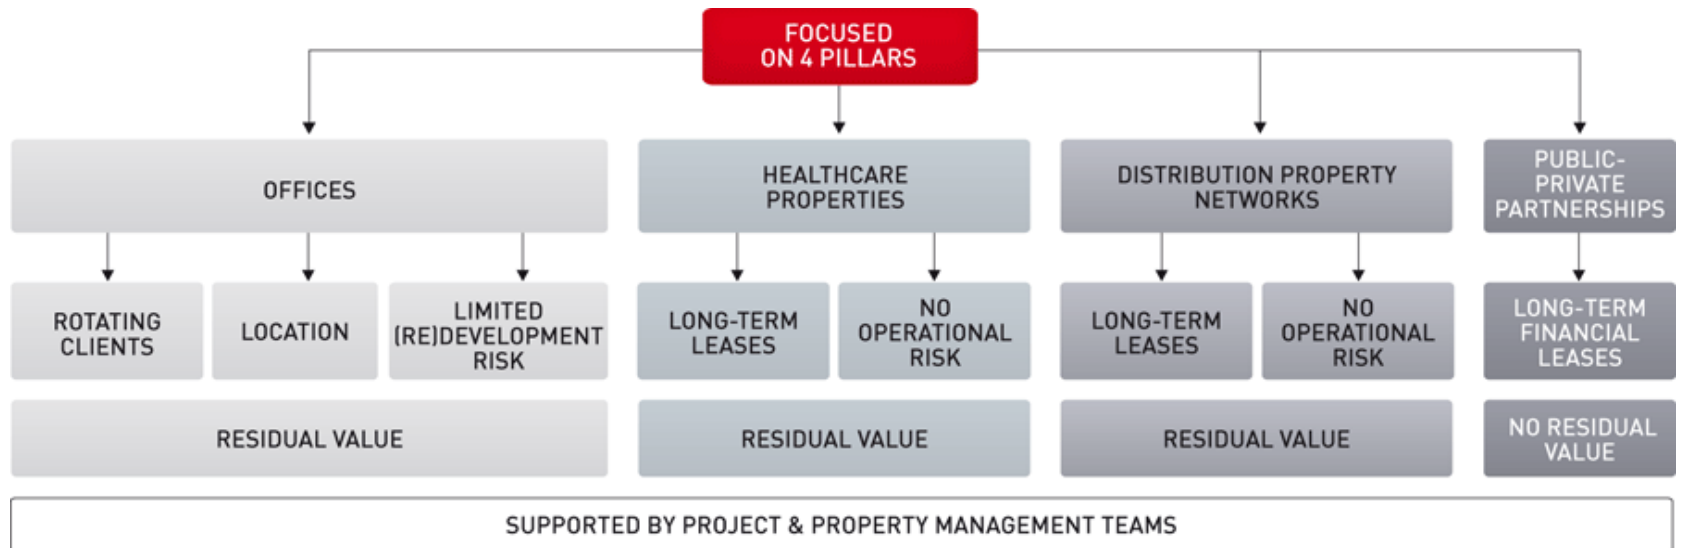 FOCUSED
ON 4 PILLARS
OFFICES
HEALTHCARE
PROPERTIES
DISTRIBUTION PROPERTY
NETWORKS
PUBLIC-
PRIVATE
PARTNERSHIPS
ROTATING
CLIENTS
LOCATION
LIMITED
(RE)DEVELOPMENT
RISK
LONG-TERM
LEASES
NO
OPERATIONAL
RISK
LONG-TERM
LEASES
NO
OPERATIONAL
RISK
LONG-TERM
FINANCIAL
LEASES
RESIDUAL VALUE
RESIDUAL VALUE
RESIDUAL VALUE
NO RESIDUAL
VALUE
SUPPORTED BY PROJECT & PROPERTY MANAGEMENT TEAMS